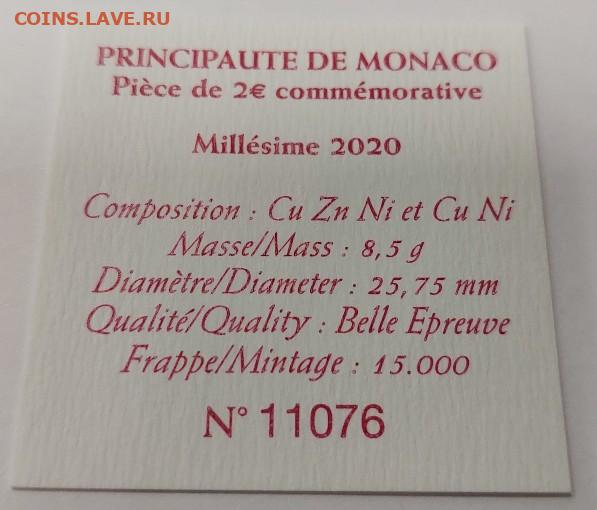 COINS.LAVE.RU
PRINCIPAUTE DE MONACO
Pièce de 2€ commémorative
Millésime 2020
Composition : Cu Zn Ni et Cu Ni
Masse/Mass : 8,5 g
Diamètre/Diameter : 25,75 mm
Qualité/Quality : Belle Epreuve
Frappe/Mintage : 15.000
N° 11076